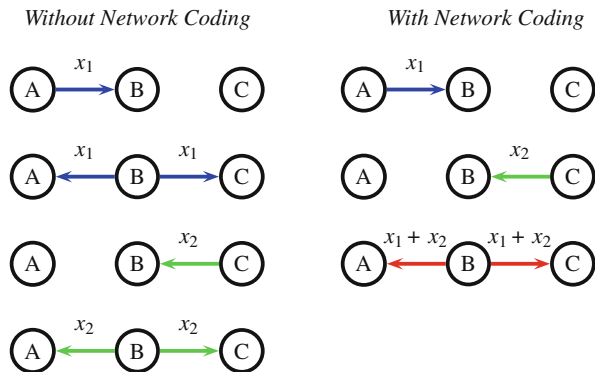 Without Network Coding
x₁
A B C
x₁ x₁
A B C
x₂
A B C
x₂ x₂
A B C
With Network Coding
x₁
A B C
x₂
A B C
x₁ + x₂ x₁ + x₂
A B C